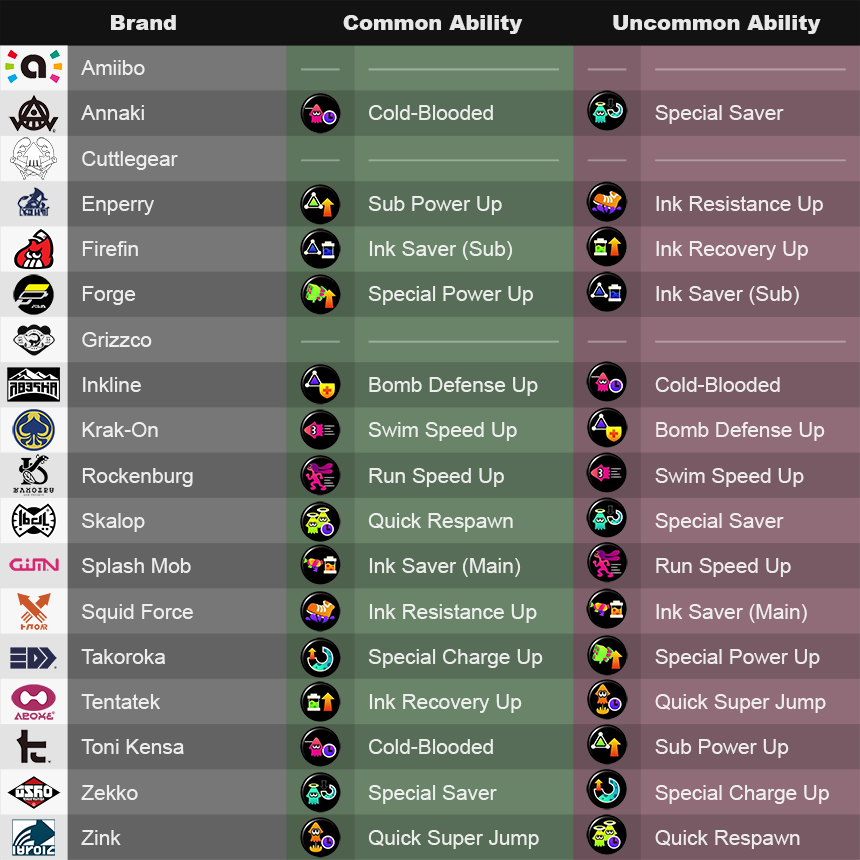 Brand Common Ability Uncommon Ability
Amiibo
Annaki Cold-Blooded Special Saver
Cuttlegear
Enperry Sub Power Up Ink Resistance Up
Firefin Ink Saver (Sub) Ink Recovery Up
Forge Special Power Up Ink Saver (Sub)
Grizzco
Inkline Bomb Defense Up Cold-Blooded
Krak-On Swim Speed Up Bomb Defense Up
Rockenburg Run Speed Up Swim Speed Up
Skalop Quick Respawn Special Saver
Splash Mob Ink Saver (Main) Run Speed Up
Squid Force Ink Resistance Up Ink Saver (Main)
Takoroka Special Charge Up Special Power Up
Tentatek Ink Recovery Up Quick Super Jump
Toni Kensa Cold-Blooded Sub Power Up
Zekko Special Saver Special Charge Up
Zink Quick Super Jump Quick Respawn